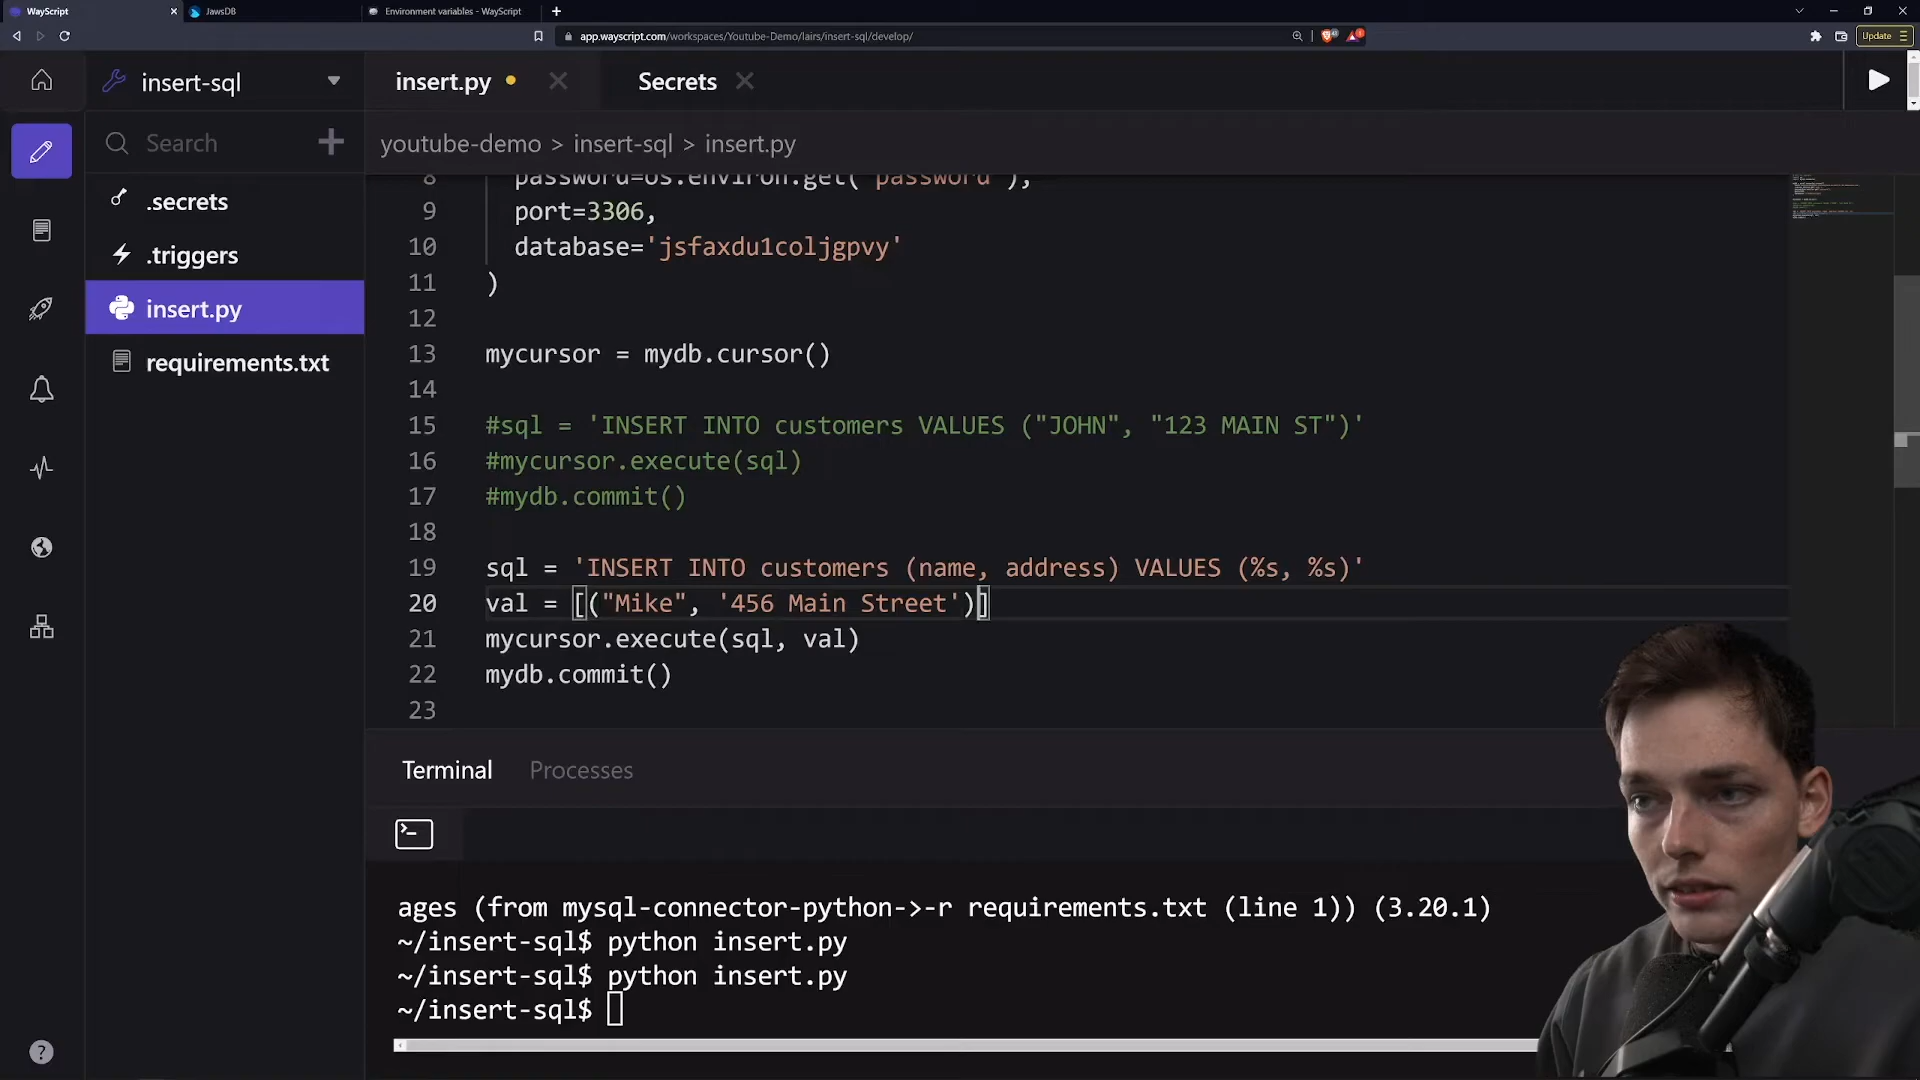 WayScript
JawsDB
Environment variables - WayScript
app.wayscript.com/workspaces/Youtube-Demo/lairs/insert-sql/develop/
Update
insert-sql
insert.py
Secrets
Search
youtube-demo > insert-sql > insert.py
.secrets
.triggers
insert.py
requirements.txt
8 password=os.environ.get('password'),
9 port=3306,
10 database='jsfaxdu1coljgpvy'
11 )
12
13 mycursor = mydb.cursor()
14
15 #sql = 'INSERT INTO customers VALUES ("JOHN", "123 MAIN ST")'
16 #mycursor.execute(sql)
17 #mydb.commit()
18
19 sql = 'INSERT INTO customers (name, address) VALUES (%s, %s)'
20 val = [("Mike", '456 Main Street')]
21 mycursor.execute(sql, val)
22 mydb.commit()
23
Terminal
Processes
ages (from mysql-connector-python->-r requirements.txt (line 1)) (3.20.1)
~/insert-sql$ python insert.py
~/insert-sql$ python insert.py
~/insert-sql$